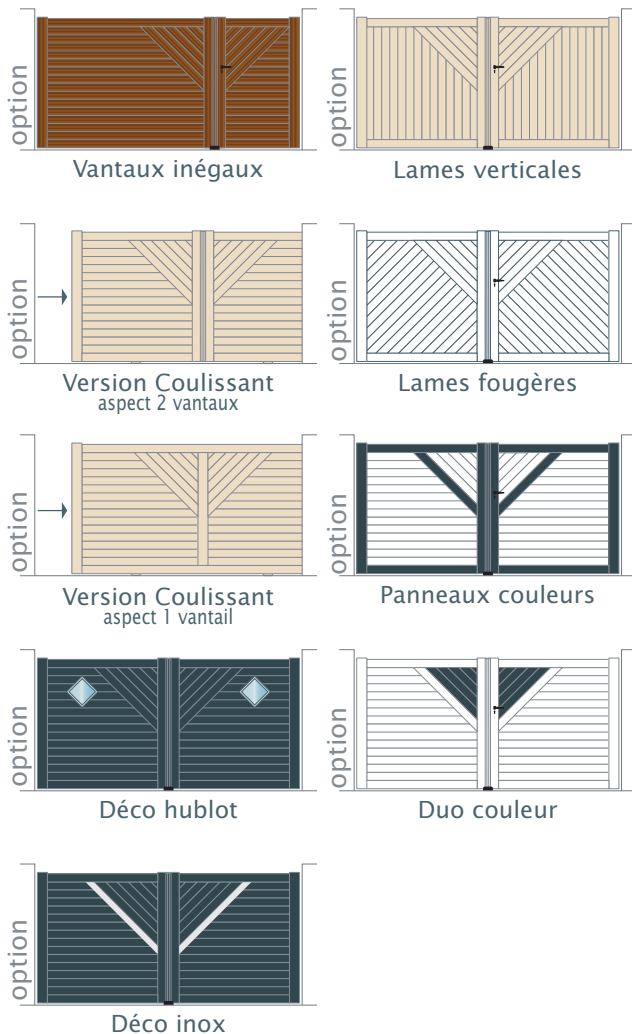 option
Vantaux inégaux
option
Lames verticales
option
Version Coulissant
aspect 2 vantaux
option
Lames fougères
option
Version Coulissant
aspect 1 vantail
option
Panneaux couleurs
option
Déco hublot
option
Duo couleur
option
Déco inox